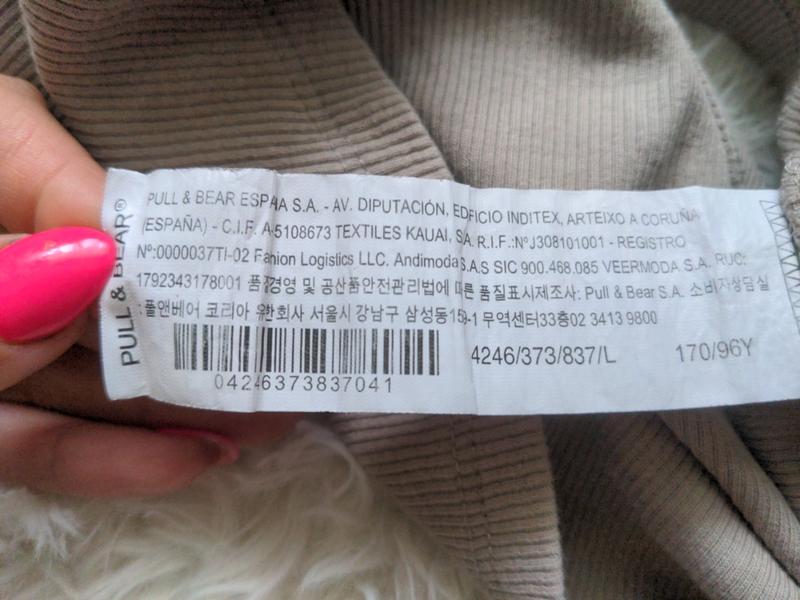 PULL & BEAR®
PULL & BEAR ESPAÑA S.A. - AV. DIPUTACIÓN, EDIFICIO INDITEX, ARTEIXO A CORUÑA
(ESPAÑA) - C.I.F. A-15108673 TEXTILES KAUAI, SA R.I.F.:N°J308101001 - REGISTRO
Nº:0000037TI-02 Fahion Logistics LLC. Andimoda S.A.S SIC 900.468.085 VEERMODA S.A. RUC:
1792343178001 품질경영 및 공산품안전관리법에 따른 품질표시제조사: Pull & Bear S.A. 소비자상담실
:풀앤베어 코리아 유한회사 서울시 강남구 삼성동159-1 무역센터33층02 3413 9800
4246/373/837/L 170/96Y
04246373837041